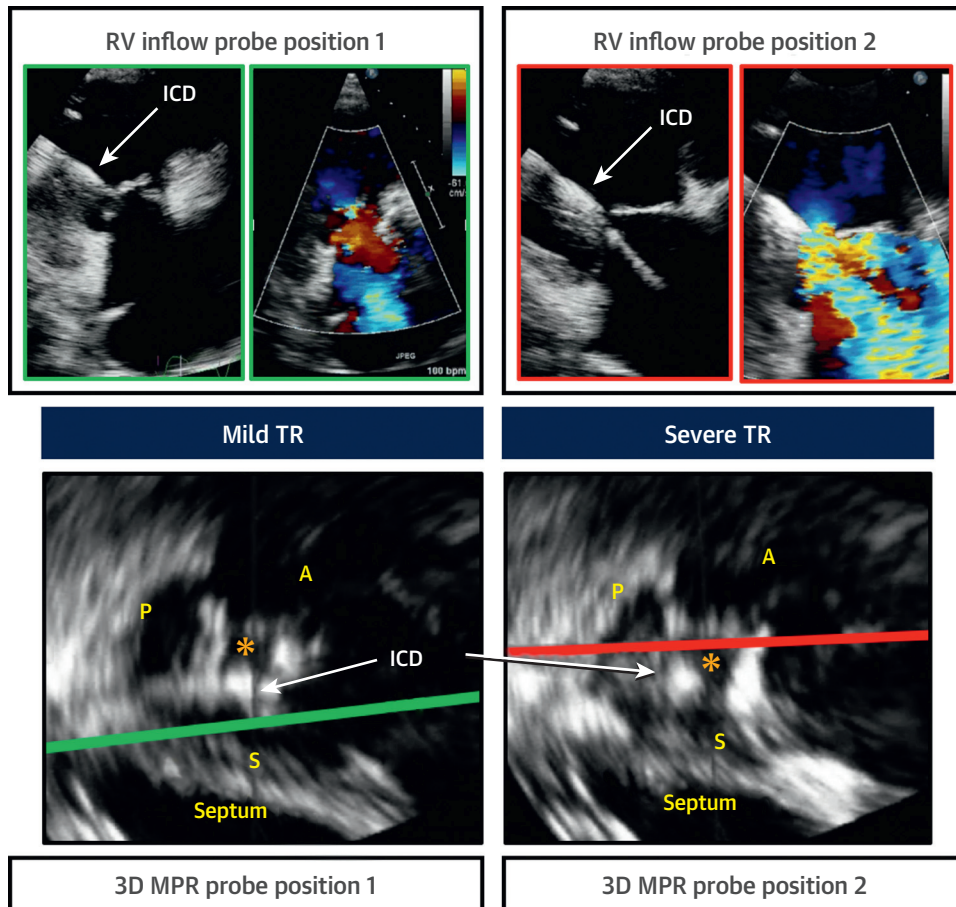 RV inflow probe position 1
RV inflow probe position 2
ICD
-61
cm/s
JPEG
100 bpm
ICD
Mild TR
Severe TR
A
P
*
ICD
S
Septum
A
P
*
S
Septum
3D MPR probe position 1
3D MPR probe position 2